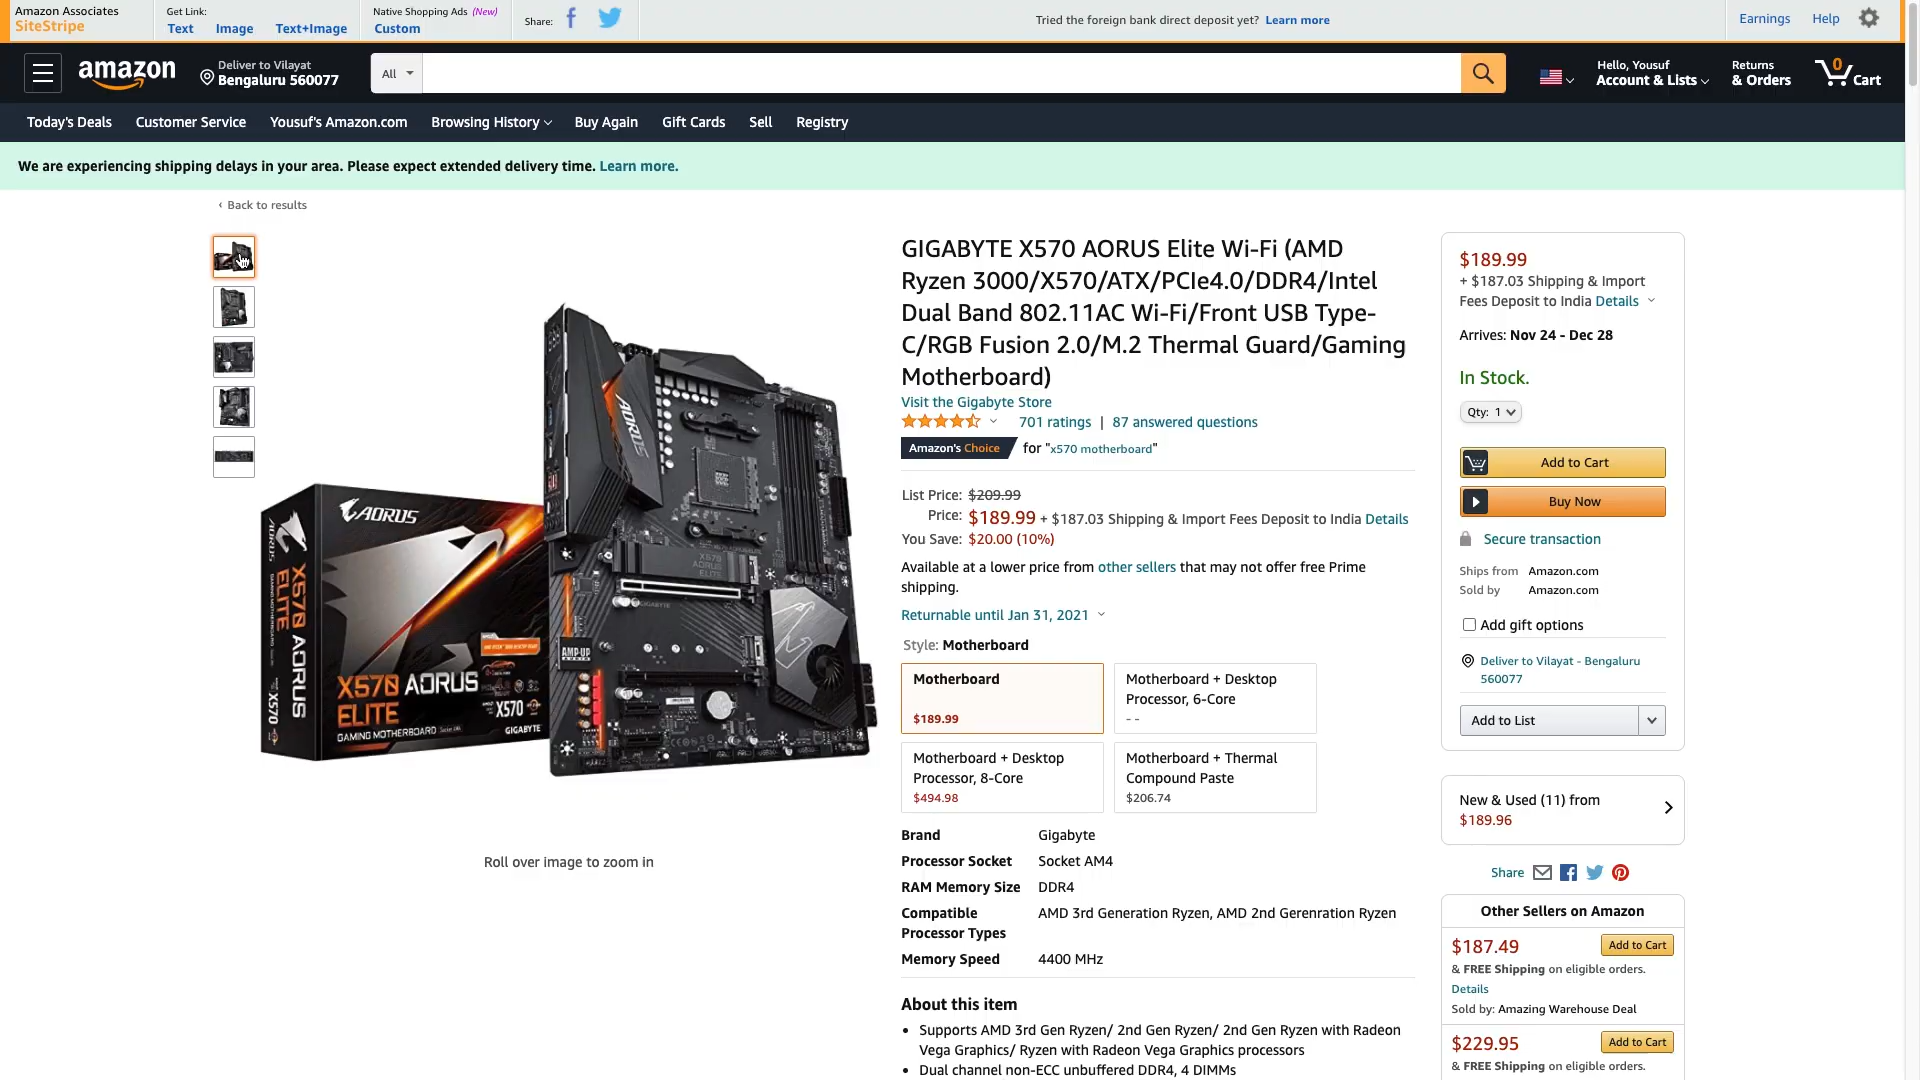 Amazon Associates
SiteStripe
Get Link:
Text Image Text+Image
Native Shopping Ads (New)
Custom
Share:
Tried the foreign bank direct deposit yet? Learn more
Earnings Help
amazon
Deliver to Vilayat
Bengaluru 560077
All
Hello, Yousuf
Account & Lists
Returns
& Orders
0
Cart
Today's Deals Customer Service Yousuf's Amazon.com Browsing History Buy Again Gift Cards Sell Registry
We are experiencing shipping delays in your area. Please expect extended delivery time. Learn more.
‹ Back to results
AORUS
AORUS
X570 AORUS
ELITE
X570
X570 AORUS
ELITE
GAMING MOTHERBOARD
X570
GIGABYTE
AORUS
X570
AORUS
ELITE
GIGABYTE
AMP-UP
AUDIO
Roll over image to zoom in
GIGABYTE X570 AORUS Elite Wi-Fi (AMD
Ryzen 3000/X570/ATX/PCIe4.0/DDR4/Intel
Dual Band 802.11AC Wi-Fi/Front USB Type-
C/RGB Fusion 2.0/M.2 Thermal Guard/Gaming
Motherboard)
Visit the Gigabyte Store
701 ratings | 87 answered questions
Amazon's Choice for "x570 motherboard"
List Price: $209.99
Price: $189.99 + $187.03 Shipping & Import Fees Deposit to India Details
You Save: $20.00 (10%)
Available at a lower price from other sellers that may not offer free Prime
shipping.
Returnable until Jan 31, 2021
Style: Motherboard
Motherboard
$189.99
Motherboard + Desktop
Processor, 6-Core
- -
Motherboard + Desktop
Processor, 8-Core
$494.98
Motherboard + Thermal
Compound Paste
$206.74
Brand Gigabyte
Processor Socket Socket AM4
RAM Memory Size DDR4
Compatible AMD 3rd Generation Ryzen, AMD 2nd Gerenration Ryzen
Processor Types
Memory Speed 4400 MHz
About this item
• Supports AMD 3rd Gen Ryzen/ 2nd Gen Ryzen/ 2nd Gen Ryzen with Radeon
Vega Graphics/ Ryzen with Radeon Vega Graphics processors
• Dual channel non-ECC unbuffered DDR4, 4 DIMMs
$189.99
+ $187.03 Shipping & Import
Fees Deposit to India Details
Arrives: Nov 24 - Dec 28
In Stock.
Qty: 1
Add to Cart
Buy Now
Secure transaction
Ships from Amazon.com
Sold by Amazon.com
Add gift options
Deliver to Vilayat - Bengaluru
560077
Add to List
New & Used (11) from
$189.96
Share
Other Sellers on Amazon
$187.49 Add to Cart
& FREE Shipping on eligible orders.
Details
Sold by: Amazing Warehouse Deal
$229.95 Add to Cart
& FREE Shipping on eligible orders.